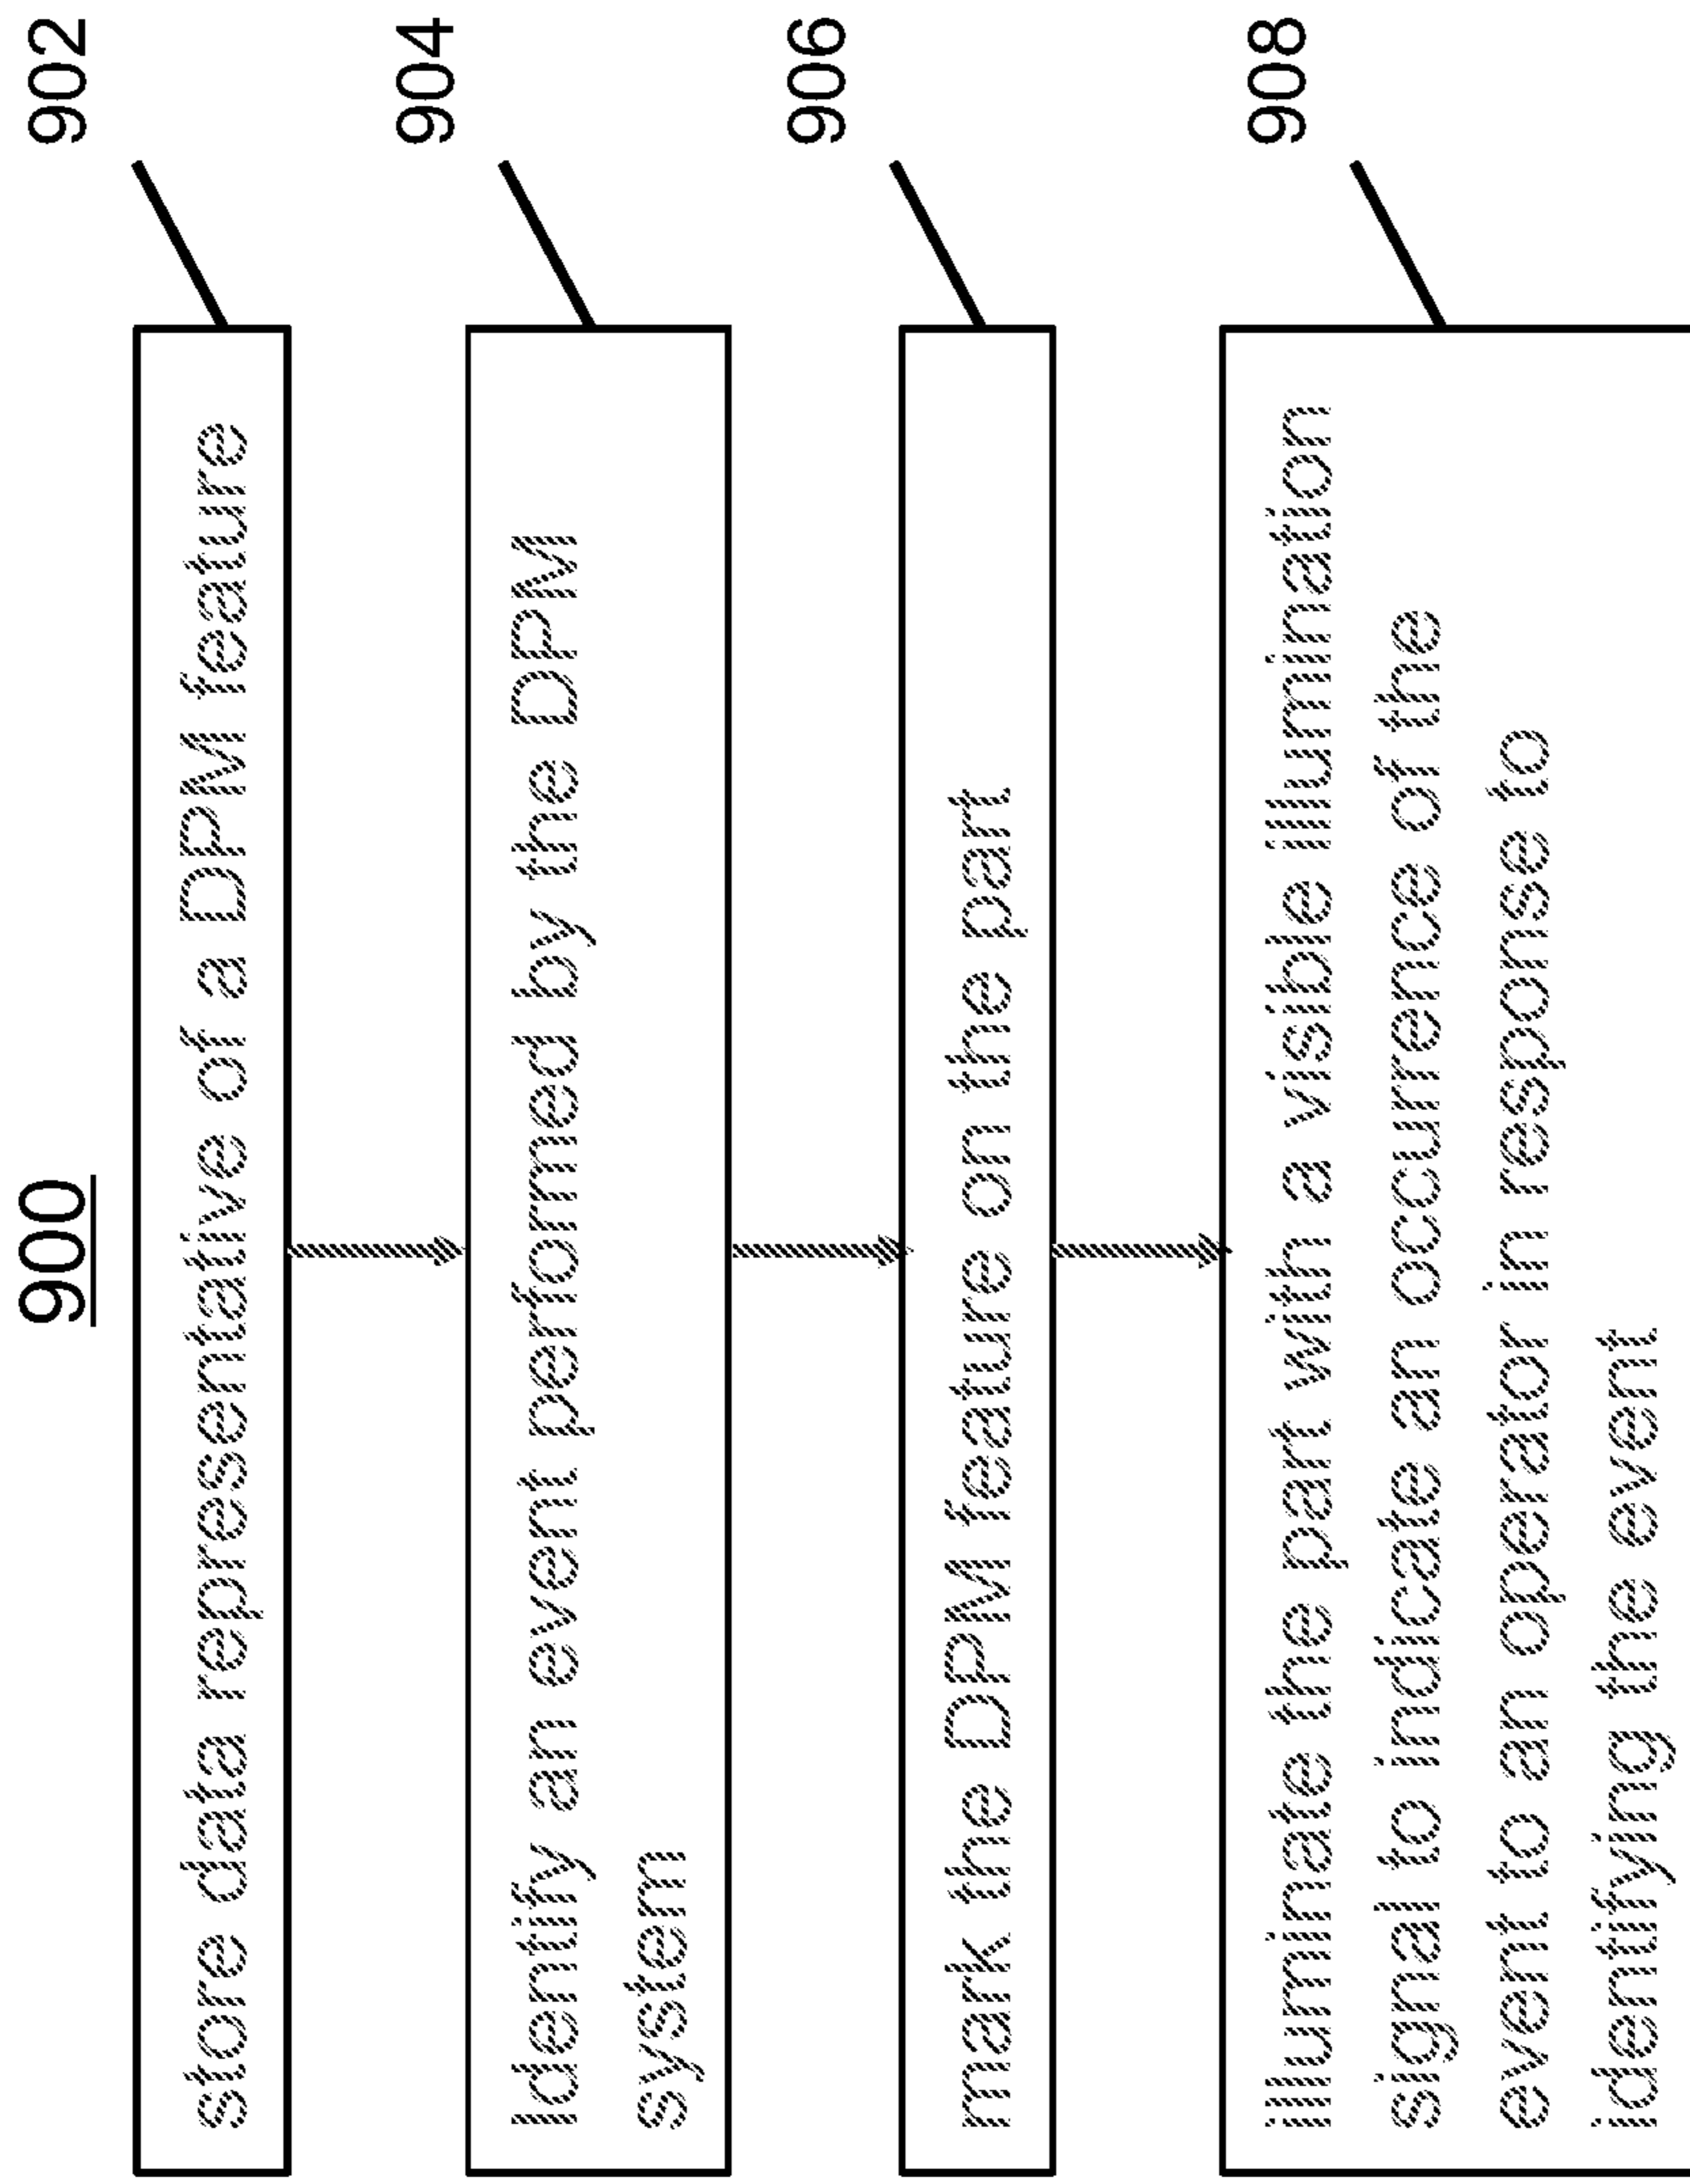 900
902
store data representative of a DPM feature
904
Identify an event performed by the DPM
system
906
mark the DPM feature on the part
908
illuminate the part with a visible illumination
signal to indicate an occurrence of the
event to an operator in response to
identifying the event